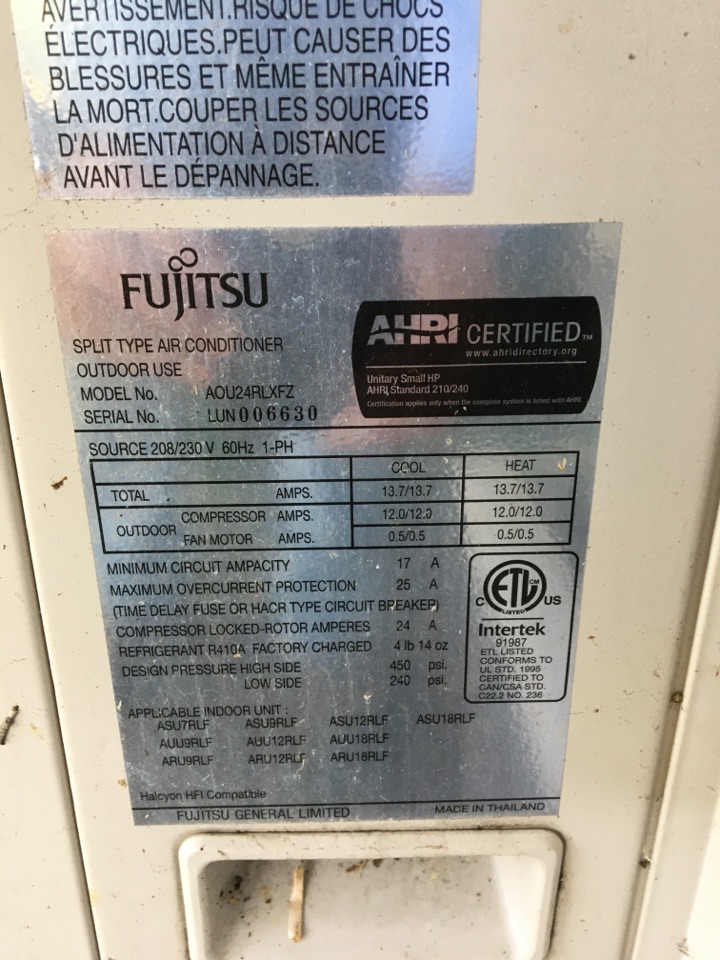 AVERTISSEMENT.RISQUE DE CHOCS
ÉLECTRIQUES.PEUT CAUSER DES
BLESSURES ET MÊME ENTRAÎNER
LA MORT.COUPER LES SOURCES
D'ALIMENTATION À DISTANCE
AVANT LE DÉPANNAGE.
FUJITSU
SPLIT TYPE AIR CONDITIONER
OUTDOOR USE
MODEL No. AOU24RLXFZ
SERIAL No. LUN006630
AHRI CERTIFIED™
www.ahridirectory.org
Unitary Small HP
AHRI Standard 210/240
Certification applies only when the complete system is listed with AHRI
SOURCE 208/230 V 60Hz 1-PH
COOL HEAT
TOTAL AMPS. 13.7/13.7 13.7/13.7
OUTDOOR COMPRESSOR AMPS. 12.0/12.0 12.0/12.0
FAN MOTOR AMPS. 0.5/0.5 0.5/0.5
MINIMUM CIRCUIT AMPACITY 17 A
MAXIMUM OVERCURRENT PROTECTION 25 A
(TIME DELAY FUSE OR HACR TYPE CIRCUIT BREAKER)
COMPRESSOR LOCKED-ROTOR AMPERES 24 A
REFRIGERANT R410A FACTORY CHARGED 4 lb 14 oz
DESIGN PRESSURE HIGH SIDE 450 psi.
LOW SIDE 240 psi.
C ETL CM LISTED US
Intertek
91987
ETL LISTED
CONFORMS TO
UL STD. 1995
CERTIFIED TO
CAN/CSA STD.
C22.2 NO. 236
APPLICABLE INDOOR UNIT :
ASU7RLF ASU9RLF ASU12RLF ASU18RLF
AUU9RLF AUU12RLF AUU18RLF
ARU9RLF ARU12RLF ARU18RLF
Halcyon HFI Compatible
FUJITSU GENERAL LIMITED MADE IN THAILAND